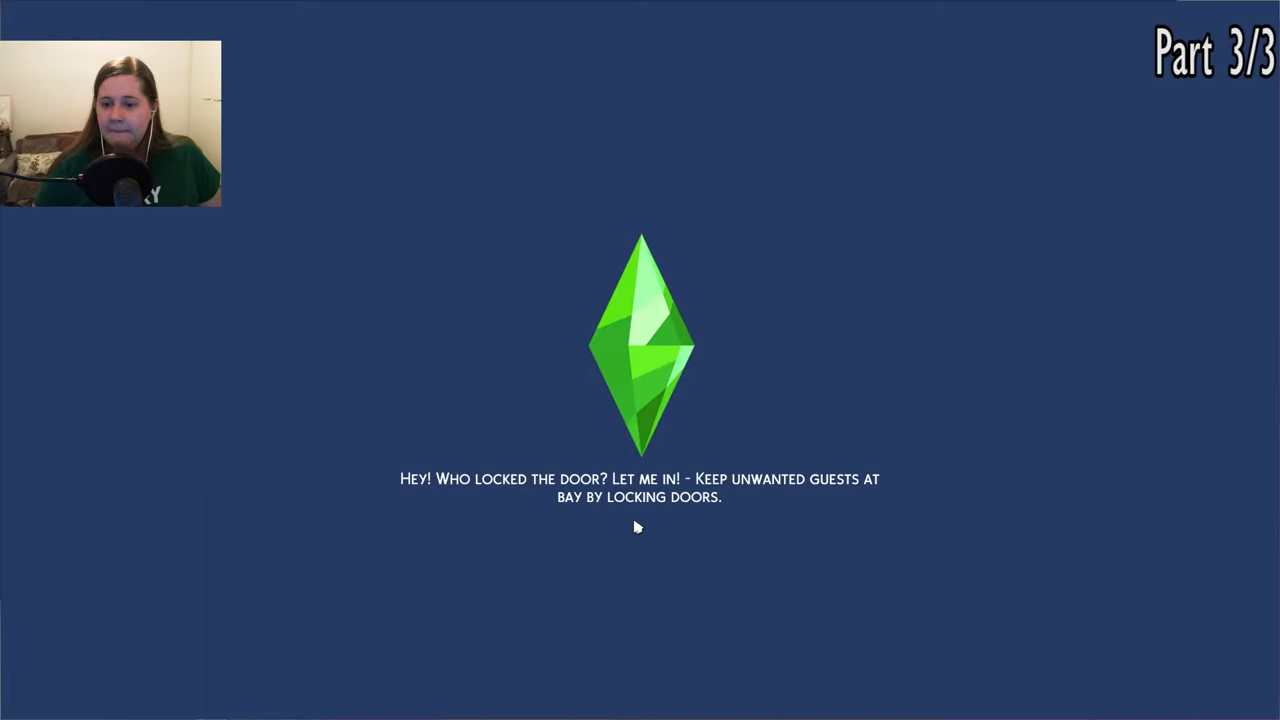 Part 3/3
HEY! WHO LOCKED THE DOOR? LET ME IN! - KEEP UNWANTED GUESTS AT
BAY BY LOCKING DOORS.